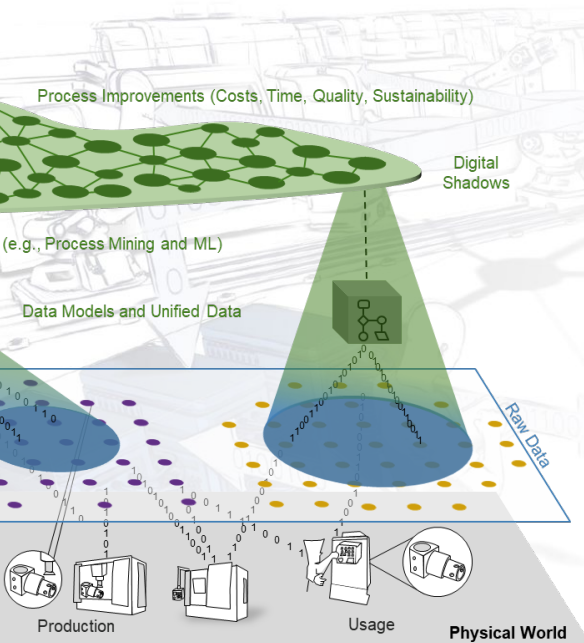 Process Improvements (Costs, Time, Quality, Sustainability)
Digital
Shadows
(e.g., Process Mining and ML)
Data Models and Unified Data
Raw Data
Production
Usage
Physical World